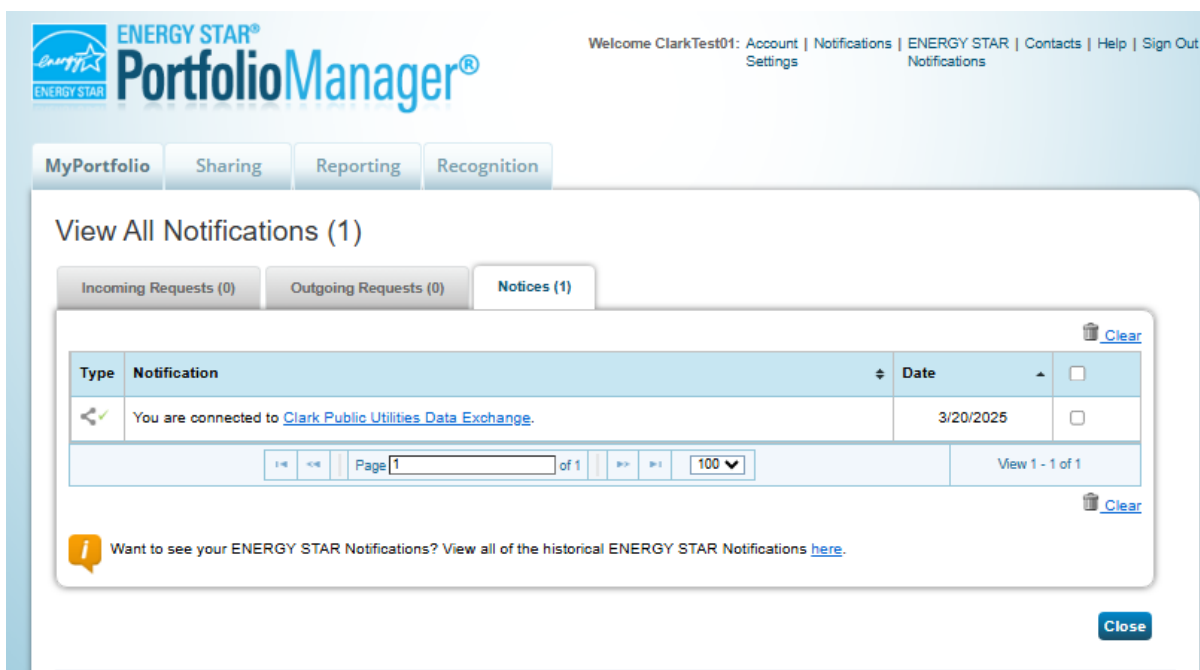 ENERGY STAR®
PortfolioManager®
energy
ENERGY STAR
Welcome ClarkTest01: Account Settings | Notifications | ENERGY STAR Notifications | Contacts | Help | Sign Out
MyPortfolio Sharing Reporting Recognition
View All Notifications (1)
Incoming Requests (0) Outgoing Requests (0) Notices (1)
Clear
Type Notification Date
You are connected to Clark Public Utilities Data Exchange. 3/20/2025
Page 1 of 1 100 View 1 - 1 of 1
Clear
i Want to see your ENERGY STAR Notifications? View all of the historical ENERGY STAR Notifications here.
Close